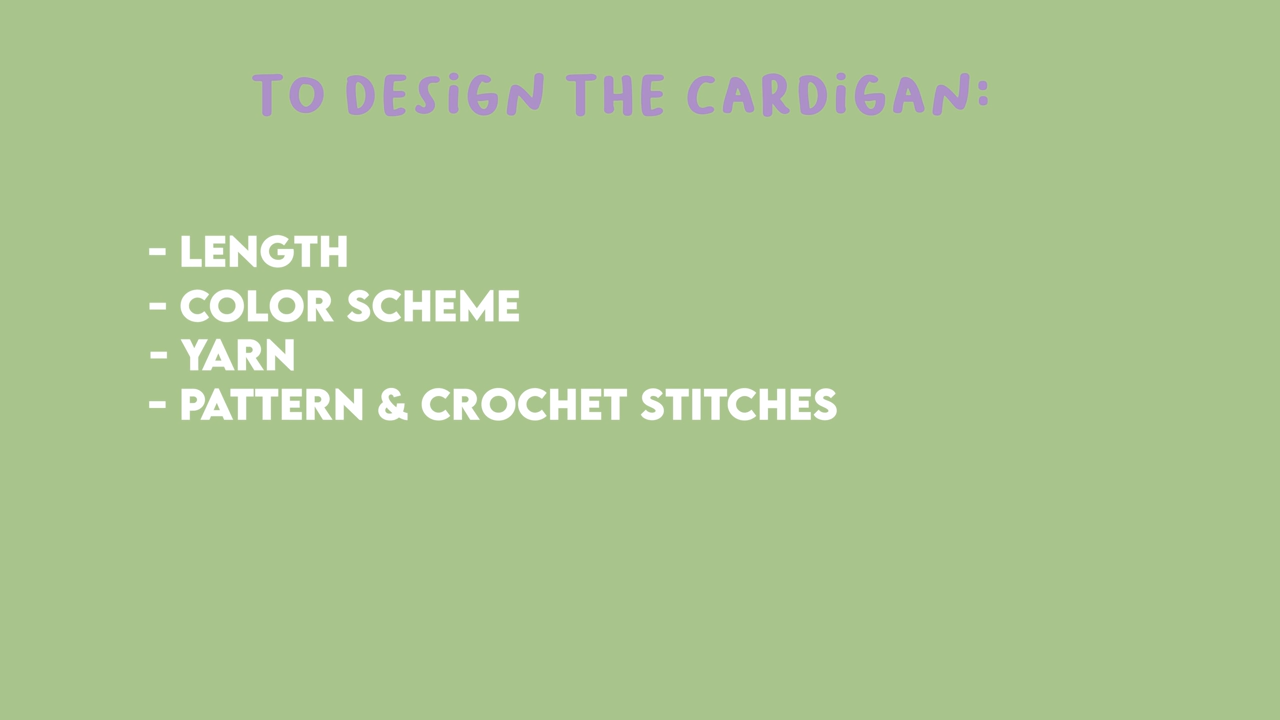 TO DESiGN THE CARDiGAN:
- LENGTH
- COLOR SCHEME
- YARN
- PATTERN & CROCHET STITCHES